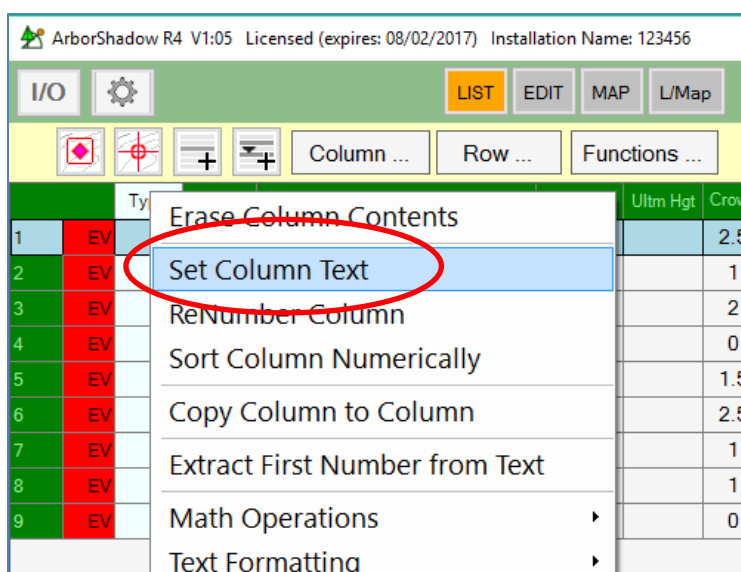 ArborShadow R4 V1:05 Licensed (expires: 08/02/2017) Installation Name: 123456
I/O LIST EDIT MAP L/Map
Column ... Row ... Functions ...
Ultm Hgt
1 EV 2.5
2 EV 1
3 EV 2
4 EV 0
5 EV 1.5
6 EV 2.5
7 EV 1
8 EV 1
9 EV 0
Erase Column Contents
Set Column Text
ReNumber Column
Sort Column Numerically
Copy Column to Column
Extract First Number from Text
Math Operations
Text Formatting